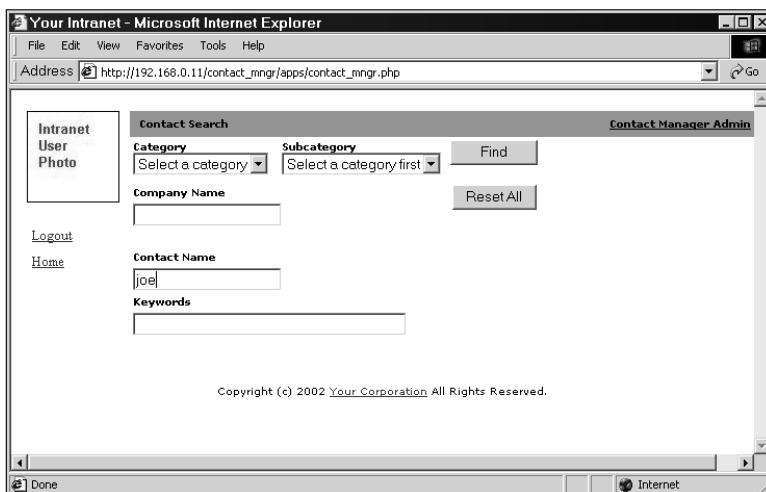 Your Intranet - Microsoft Internet Explorer
File Edit View Favorites Tools Help
Address http://192.168.0.11/contact_mngr/apps/contact_mngr.php Go
Intranet
User
Photo
Logout
Home
Contact Search Contact Manager Admin
Category Subcategory
Select a category Select a category first Find
Company Name
Reset All
Contact Name
joe
Keywords
Copyright (c) 2002 Your Corporation All Rights Reserved.
Done Internet